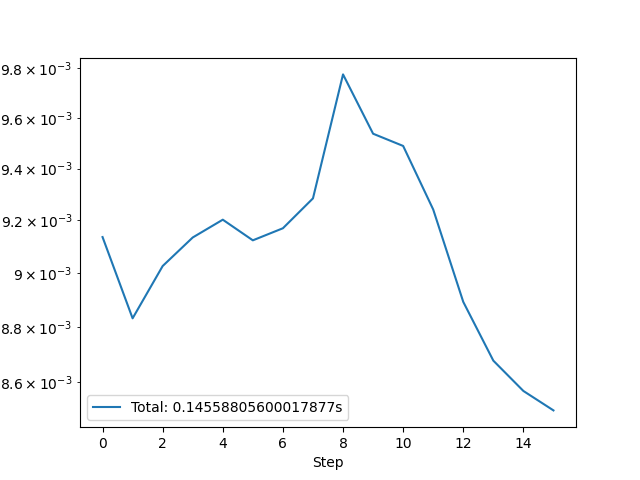 9.8 × 10⁻³
9.6 × 10⁻³
9.4 × 10⁻³
9.2 × 10⁻³
9 × 10⁻³
8.8 × 10⁻³
8.6 × 10⁻³
Total: 0.14558805600017877s
0 2 4 6 8 10 12 14
Step